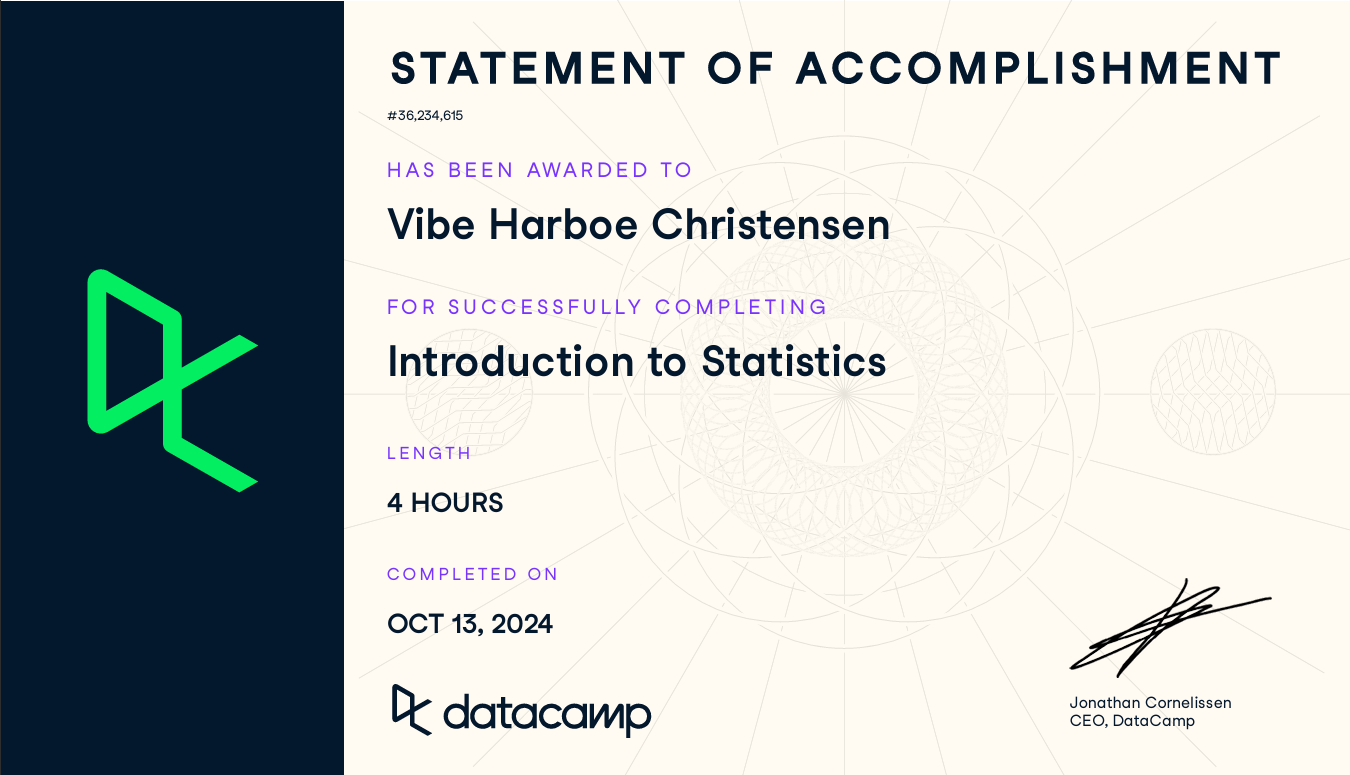 STATEMENT OF ACCOMPLISHMENT
#36,234,615
HAS BEEN AWARDED TO
Vibe Harboe Christensen
FOR SUCCESSFULLY COMPLETING
Introduction to Statistics
LENGTH
4 HOURS
COMPLETED ON
OCT 13, 2024
datacamp
Jonathan Cornelissen
CEO, DataCamp